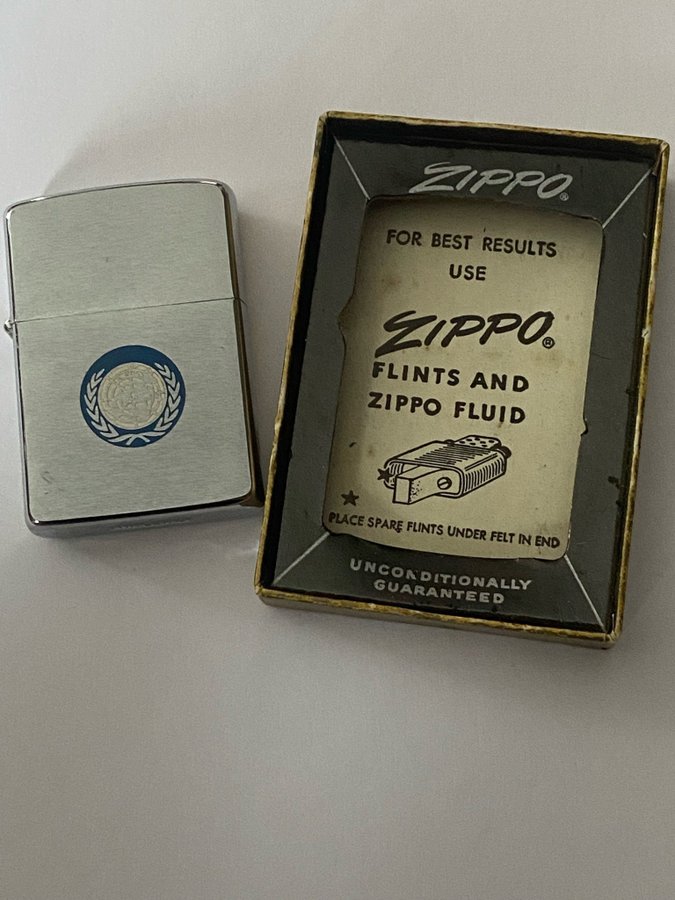 ZIPPO®
FOR BEST RESULTS
USE
ZIPPO®
FLINTS AND
ZIPPO FLUID
PLACE SPARE FLINTS UNDER FELT IN END
UNCONDITIONALLY
GUARANTEED